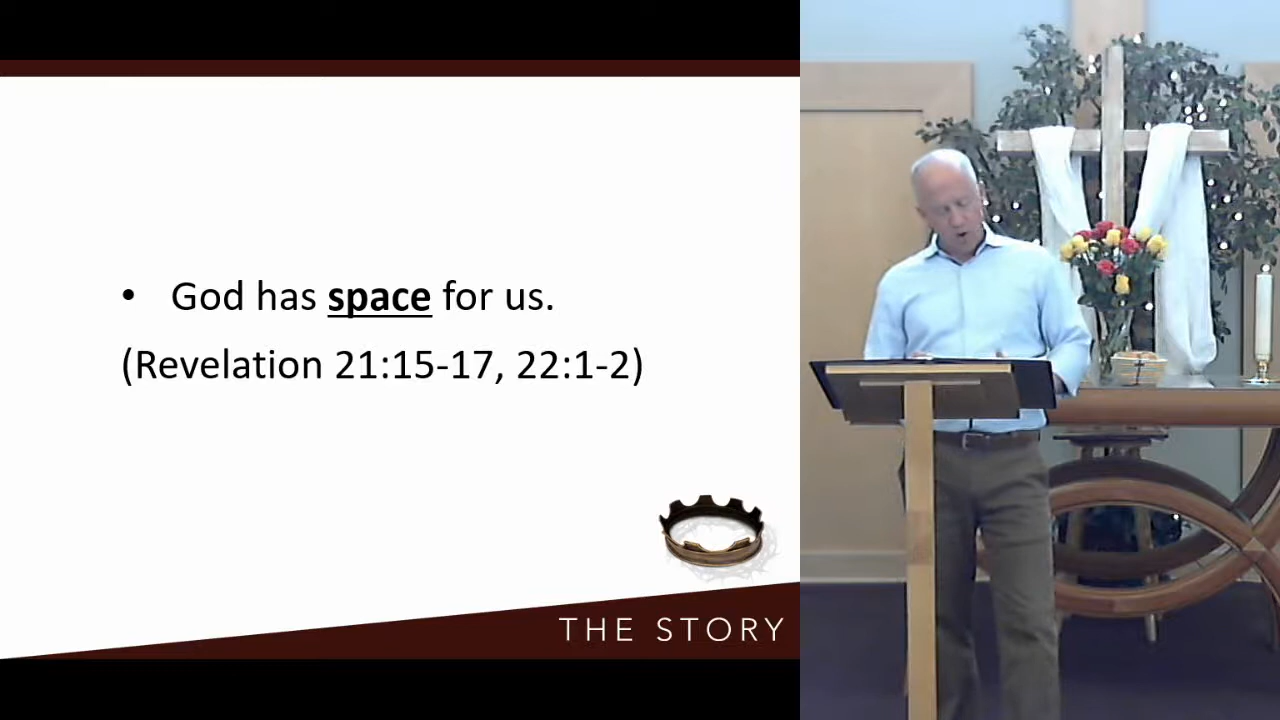 • God has space for us.
(Revelation 21:15-17, 22:1-2)
THE STORY